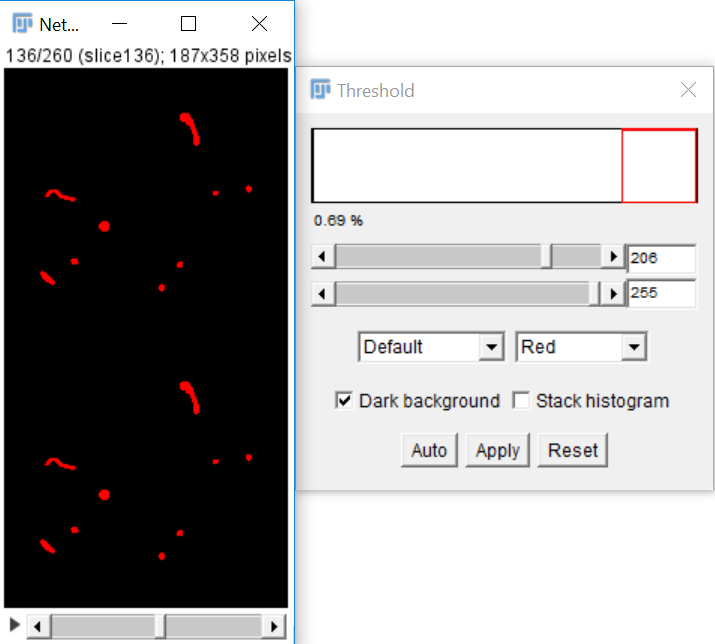 Net...
136/260 (slice136); 187x358 pixels
Threshold
0.69 %
206
255
Default Red
Dark background Stack histogram
Auto Apply Reset